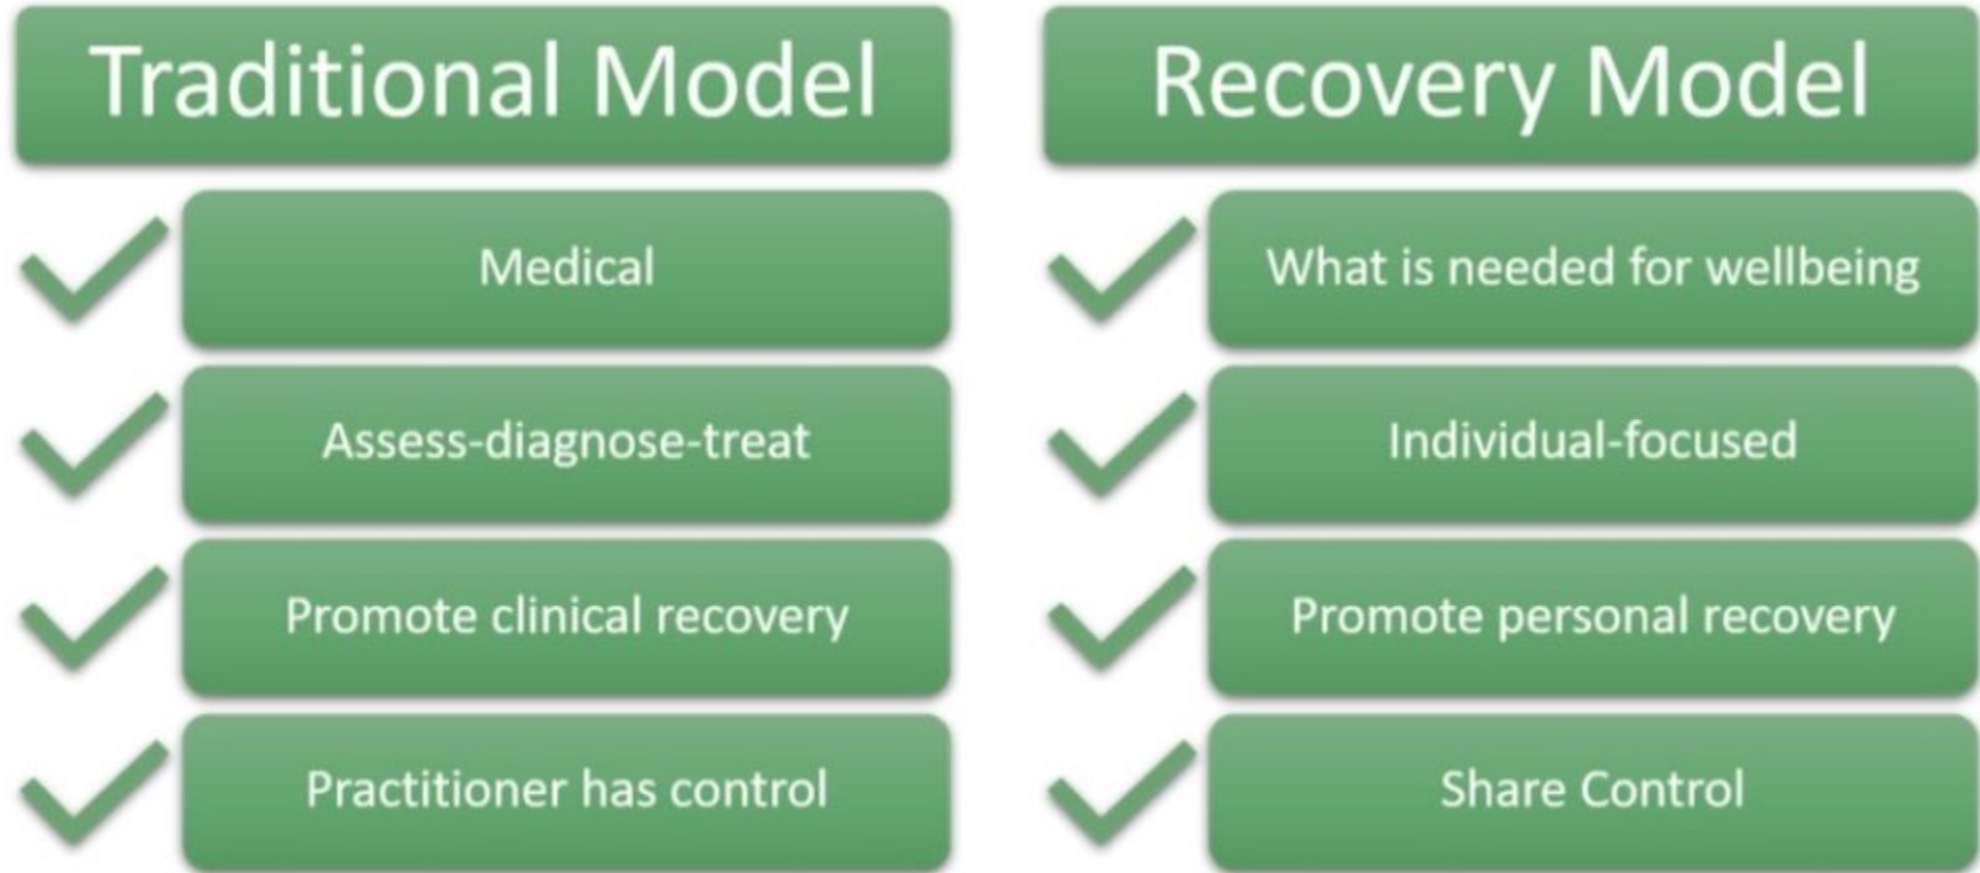 Traditional Model
Medical
Assess-diagnose-treat
Promote clinical recovery
Practitioner has control
Recovery Model
What is needed for wellbeing
Individual-focused
Promote personal recovery
Share Control